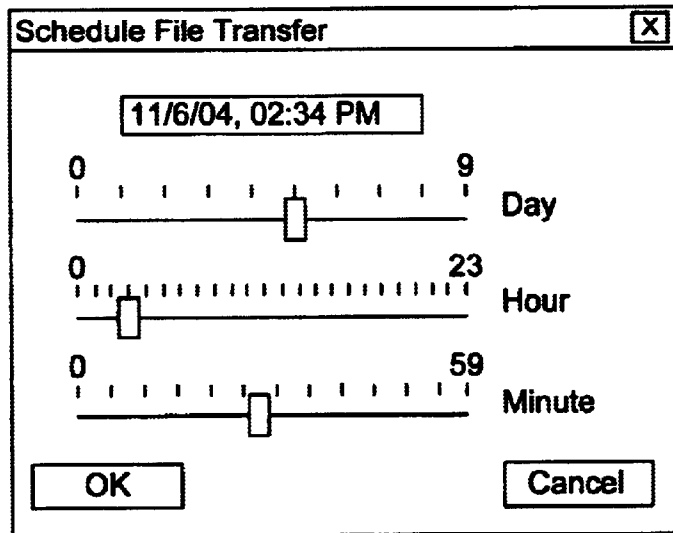 Schedule File Transfer X
11/6/04, 02:34 PM
0 9
Day
0 23
Hour
0 59
Minute
OK Cancel